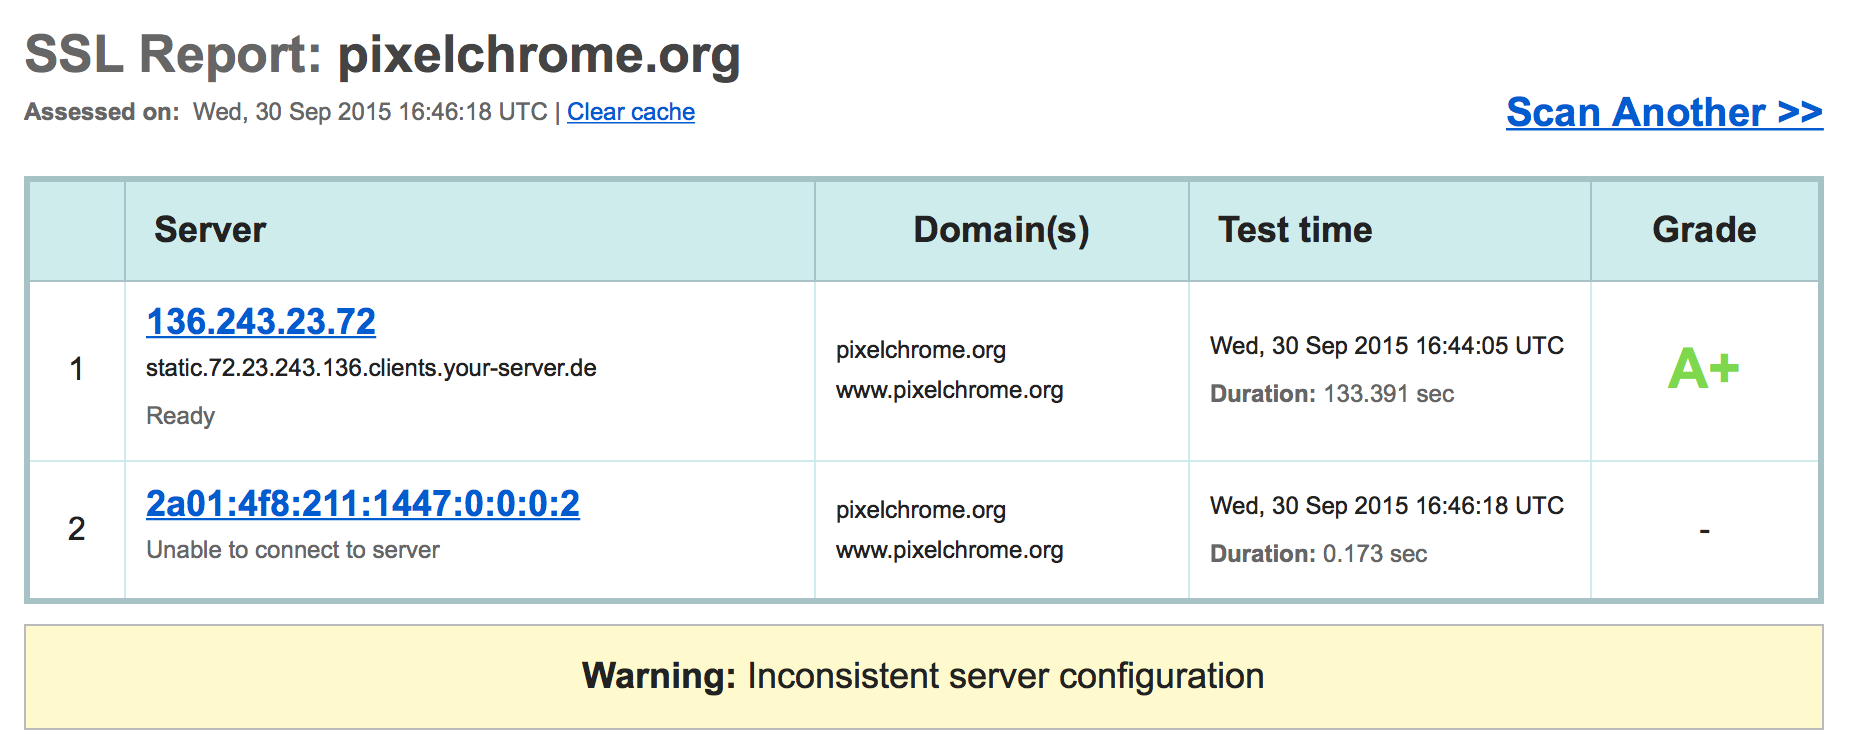 SSL Report: pixelchrome.org
Assessed on: Wed, 30 Sep 2015 16:46:18 UTC | Clear cache
Scan Another >>
Server Domain(s) Test time Grade
1
136.243.23.72
static.72.23.243.136.clients.your-server.de
Ready
pixelchrome.org
www.pixelchrome.org
Wed, 30 Sep 2015 16:44:05 UTC
Duration: 133.391 sec
A+
2
2a01:4f8:211:1447:0:0:0:2
Unable to connect to server
pixelchrome.org
www.pixelchrome.org
Wed, 30 Sep 2015 16:46:18 UTC
Duration: 0.173 sec
-
Warning: Inconsistent server configuration